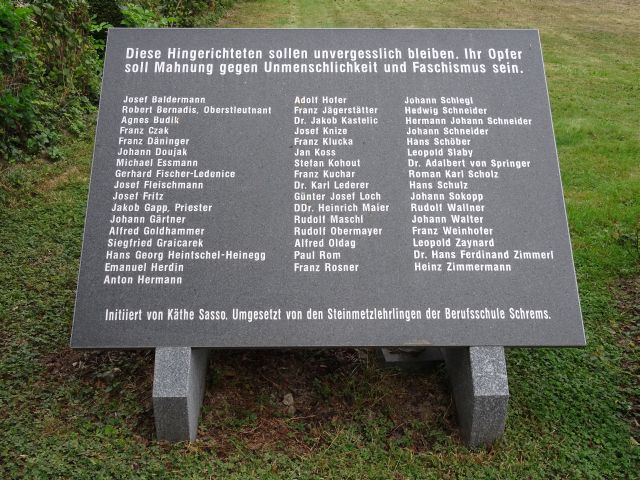 Diese Hingerichteten sollen unvergesslich bleiben. Ihr Opfer
soll Mahnung gegen Unmenschlichkeit und Faschismus sein.
Josef Baldermann
Robert Bernadis, Oberstleutnant
Agnes Budik
Franz Czak
Franz Däninger
Johann Doujak
Michael Essmann
Gerhard Fischer-Ledenice
Josef Fleischmann
Josef Fritz
Jakob Gapp, Priester
Johann Gärtner
Alfred Goldhammer
Siegfried Graicarek
Hans Georg Heintschel-Heinegg
Emanuel Herdin
Anton Hermann
Adolf Hofer
Franz Jägerstätter
Dr. Jakob Kastelic
Josef Knize
Franz Klucka
Jan Koss
Stefan Kohout
Franz Kuchar
Dr. Karl Lederer
Günter Josef Loch
DDr. Heinrich Maier
Rudolf Maschl
Rudolf Obermayer
Alfred Oldag
Paul Rom
Franz Rosner
Johann Schlegl
Hedwig Schneider
Hermann Johann Schneider
Johann Schneider
Hans Schöber
Leopold Slaby
Dr. Adalbert von Springer
Roman Karl Scholz
Hans Schulz
Johann Sokopp
Rudolf Wallner
Johann Walter
Franz Weinhofer
Leopold Zaynard
Dr. Hans Ferdinand Zimmerl
Heinz Zimmermann
Initiiert von Käthe Sasso. Umgesetzt von den Steinmetzlehrlingen der Berufsschule Schrems.